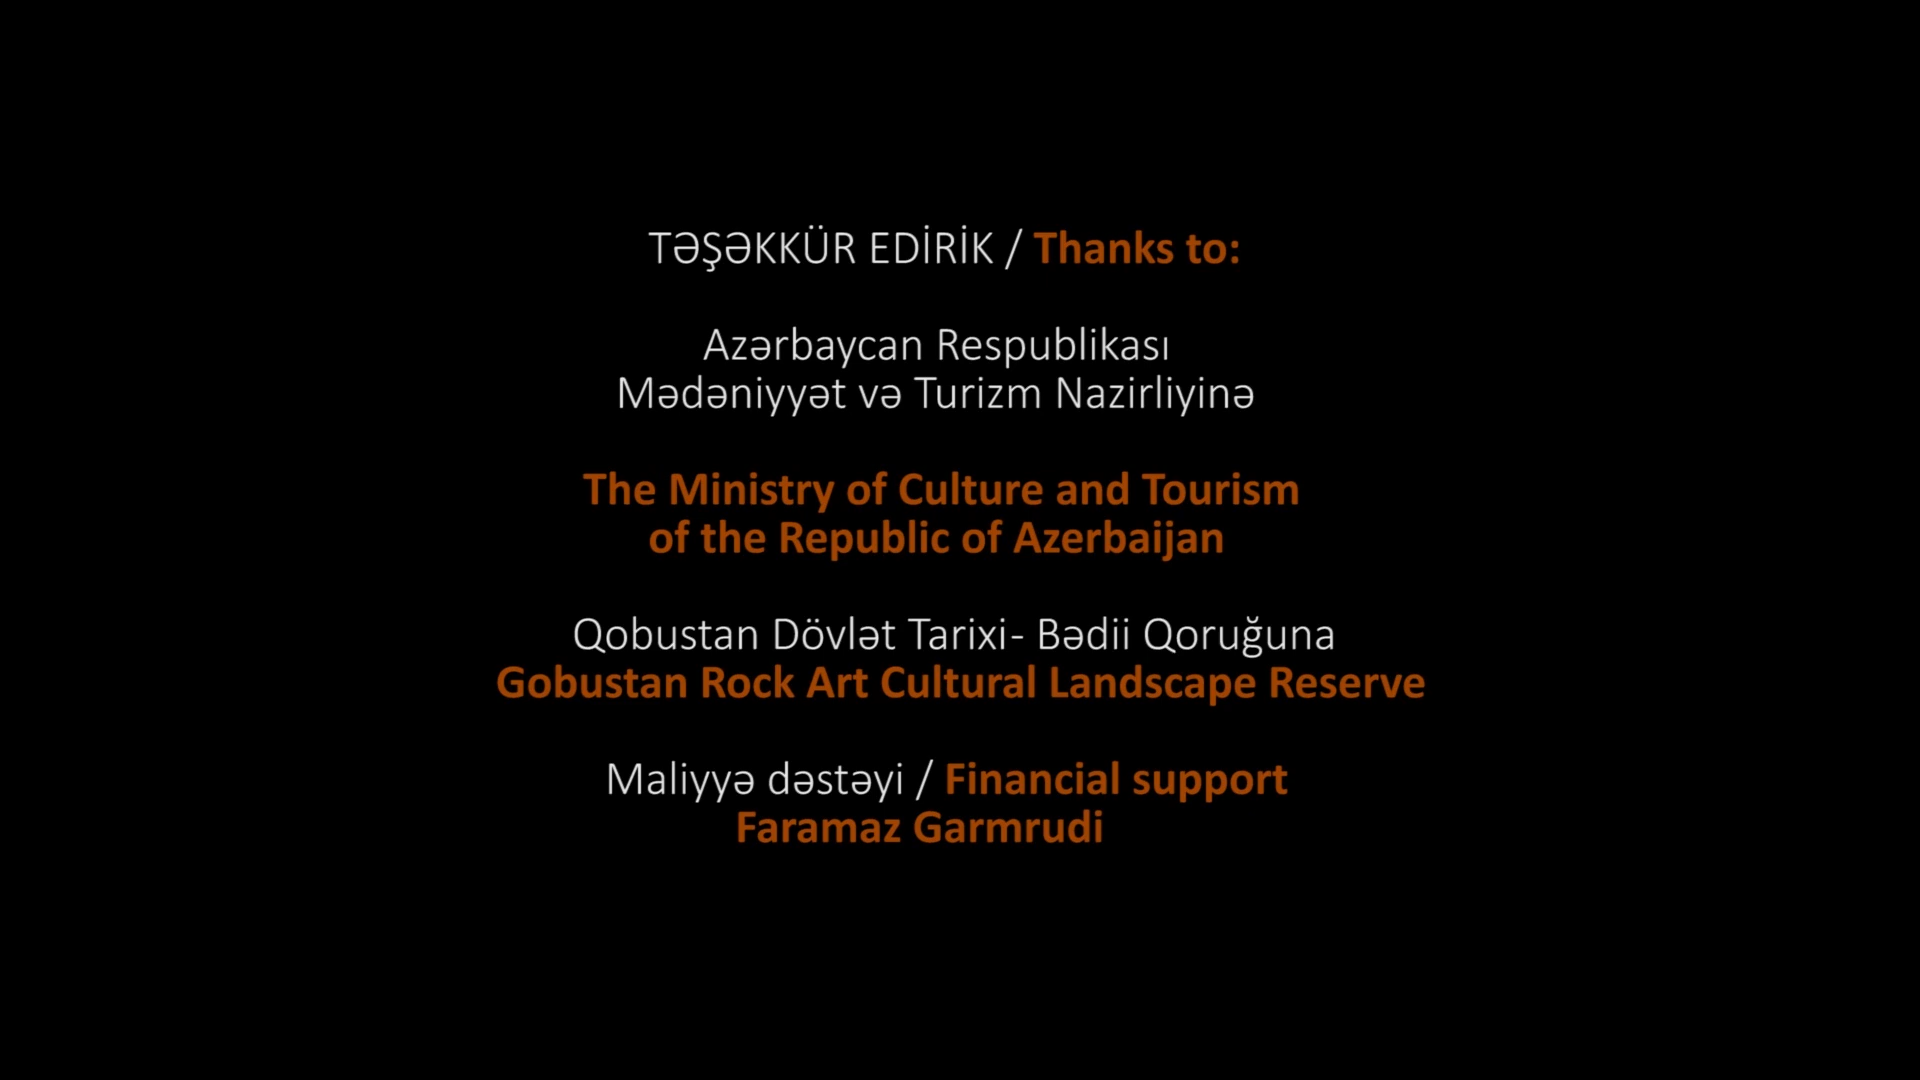 TƏŞƏKKÜR EDİRİK / Thanks to:
Azərbaycan Respublikası
Mədəniyyət və Turizm Nazirliyinə
The Ministry of Culture and Tourism
of the Republic of Azerbaijan
Qobustan Dövlət Tarixi- Bədii Qoruğuna
Gobustan Rock Art Cultural Landscape Reserve
Maliyyə dəstəyi / Financial support
Faramaz Garmrudi